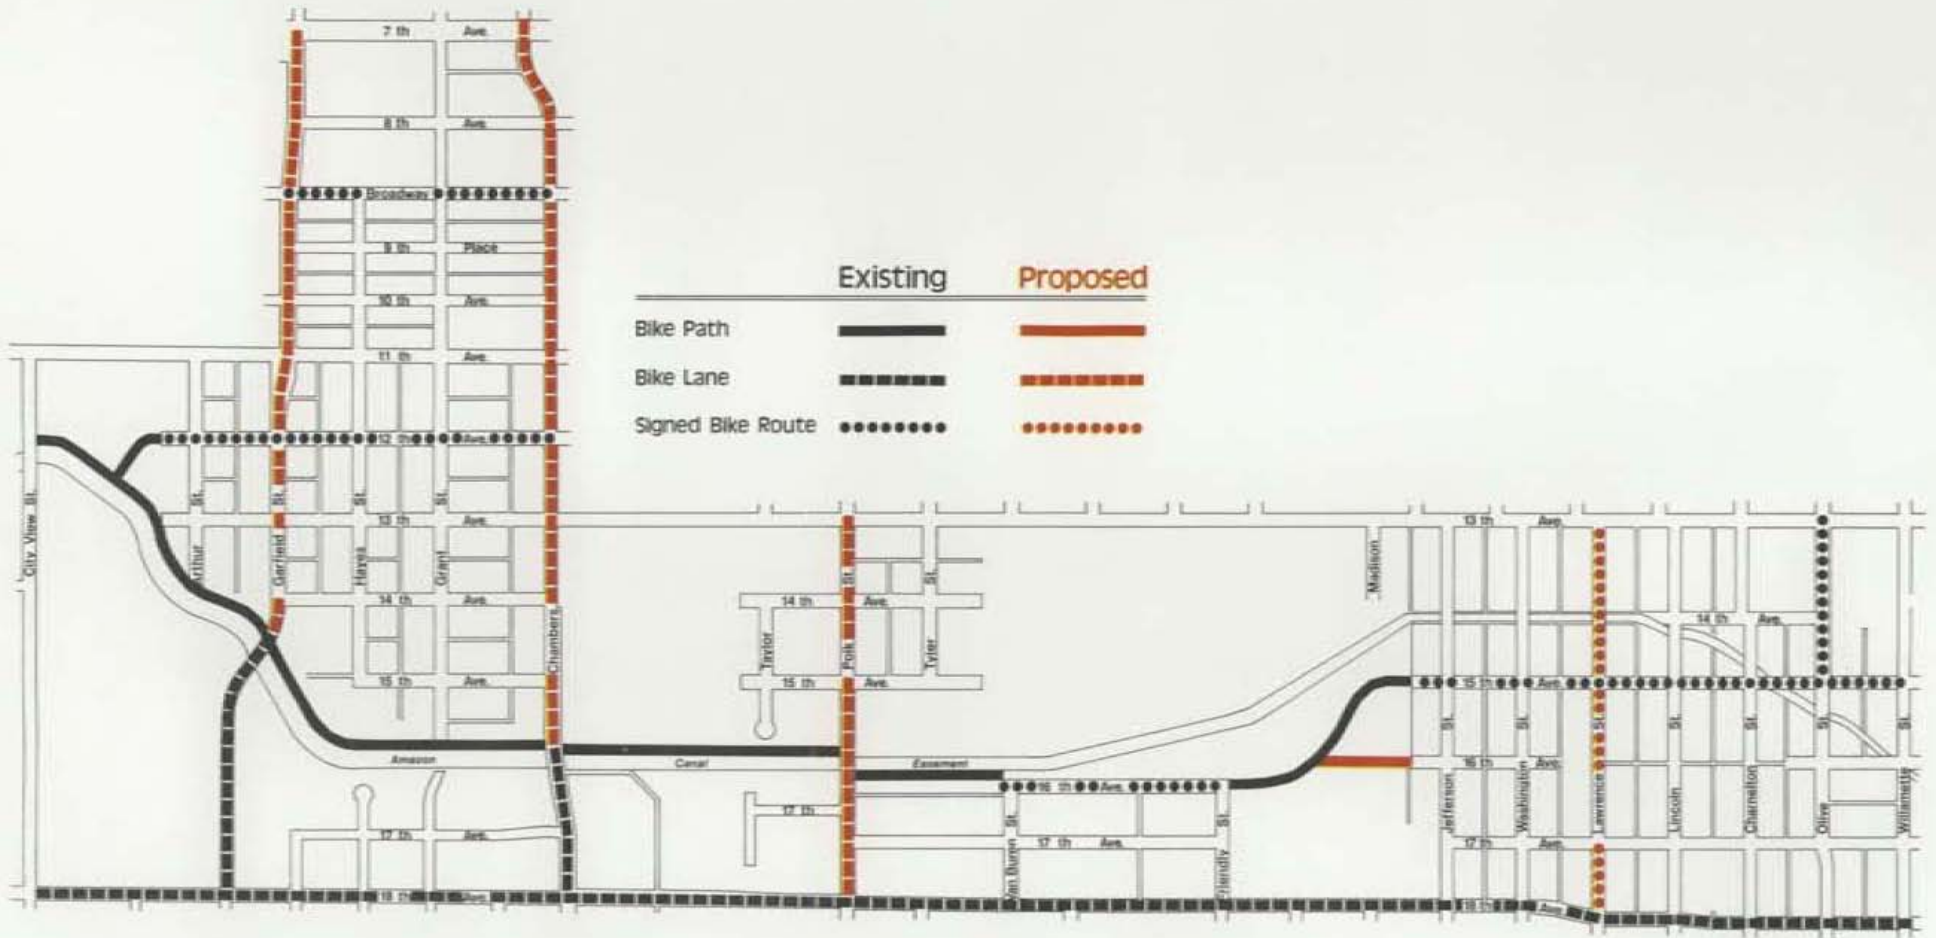 7 th Ave.
8 th Ave.
Broadway
9 th Place
Existing Proposed
10 th Ave.
Bike Path
11 th Ave.
Bike Lane
Signed Bike Route
12 th Ave.
City View St.
Arthur St.
Garfield St.
Hayes St.
Grant St.
13 th Ave.
13 th Ave.
Chambers
Taylor
Polk St.
Tyler St.
Madison
14 th Ave.
14 th Ave.
14 th Ave.
15 th Ave.
15 th Ave.
15 th Ave.
Amazon Canal Easement
16 th Ave.
16 th Ave.
Jefferson St.
Washington St.
Lawrence St.
Lincoln St.
Charnelton St.
Olive St.
Willamette St.
17 th Ave.
17 th
17 th Ave.
17 th Ave.
Van Buren St.
Friendly St.
18 th Ave.
18 th Ave.